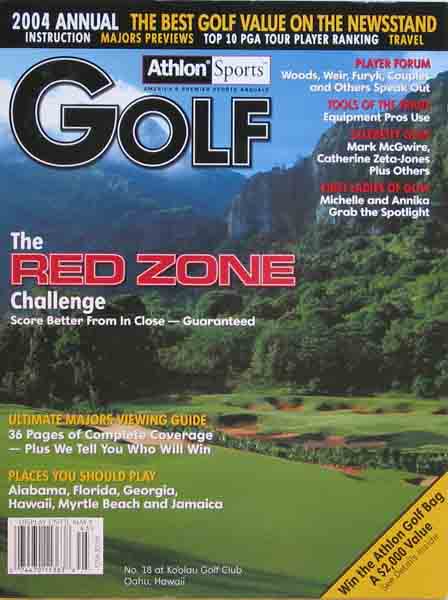 2004 ANNUAL THE BEST GOLF VALUE ON THE NEWSSTAND
INSTRUCTION MAJORS PREVIEWS TOP 10 PGA TOUR PLAYER RANKING TRAVEL
Athlon Sports™
AMERICA'S PREMIER SPORTS ANNUALS
GOLF
PLAYER FORUM
Woods, Weir, Furyk, Couples
and Others Speak Out
TOOLS OF THE TRADE
Equipment Pros Use
CELEBRITY GOLF
Mark McGwire,
Catherine Zeta-Jones
Plus Others
FIRST LADIES OF GOLF
Michelle and Annika
Grab the Spotlight
The
RED ZONE
Challenge
Score Better From In Close — Guaranteed
ULTIMATE MAJORS VIEWING GUIDE
36 Pages of Complete Coverage
— Plus We Tell You Who Will Win
PLACES YOU SHOULD PLAY
Alabama, Florida, Georgia,
Hawaii, Myrtle Beach and Jamaica
DISPLAY UNTIL
No. 18 at Koolau Golf Club
Oahu, Hawaii
Win the Athlon Golf Bag
A $2,000 Value
See Details Inside